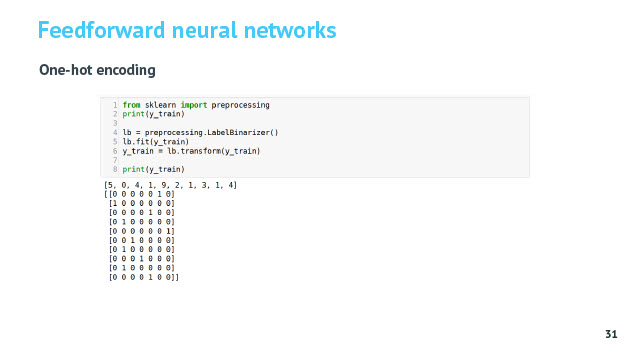 Feedforward neural networks
One-hot encoding
1 from sklearn import preprocessing
2 print(y_train)
3
4 lb = preprocessing.LabelBinarizer()
5 lb.fit(y_train)
6 y_train = lb.transform(y_train)
7
8 print(y_train)
[5, 0, 4, 1, 9, 2, 1, 3, 1, 4]
[[0 0 0 0 0 1 0]
[1 0 0 0 0 0 0]
[0 0 0 0 1 0 0]
[0 1 0 0 0 0 0]
[0 0 0 0 0 0 1]
[0 0 1 0 0 0 0]
[0 1 0 0 0 0 0]
[0 0 0 1 0 0 0]
[0 1 0 0 0 0 0]
[0 0 0 0 1 0 0]]
31